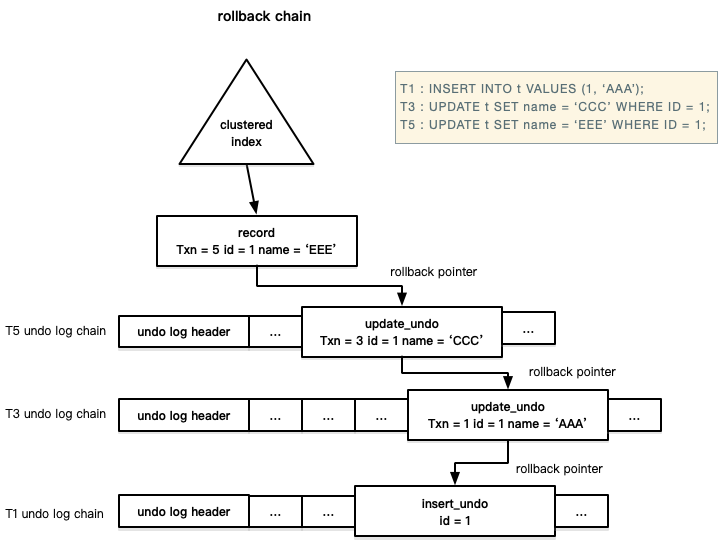 rollback chain
clustered
index
T1 : INSERT INTO t VALUES (1, ‘AAA’);
T3 : UPDATE t SET name = ‘CCC’ WHERE ID = 1;
T5 : UPDATE t SET name = ‘EEE’ WHERE ID = 1;
record
Txn = 5 id = 1 name = ‘EEE’
rollback pointer
T5 undo log chain
undo log header
...
update_undo
Txn = 3 id = 1 name = ‘CCC’
...
rollback pointer
T3 undo log chain
undo log header
...
...
...
update_undo
Txn = 1 id = 1 name = ‘AAA’
...
rollback pointer
T1 undo log chain
undo log header
...
...
insert_undo
id = 1
...